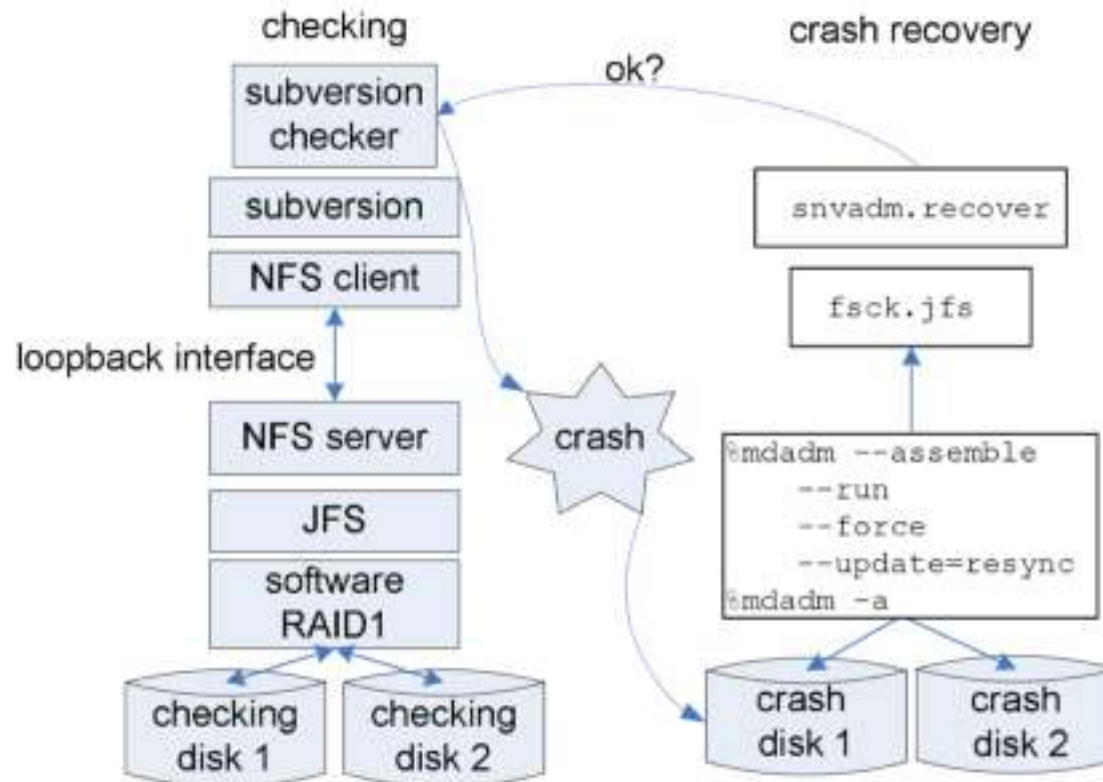 checking
crash recovery
ok?
subversion
checker
subversion
snvadm.recover
NFS client
fsck.jfs
loopback interface
NFS server
crash
%mdadm --assemble
--run
--force
--update=resync
%mdadm -a
JFS
software
RAID1
checking
disk 1
checking
disk 2
crash
disk 1
crash
disk 2